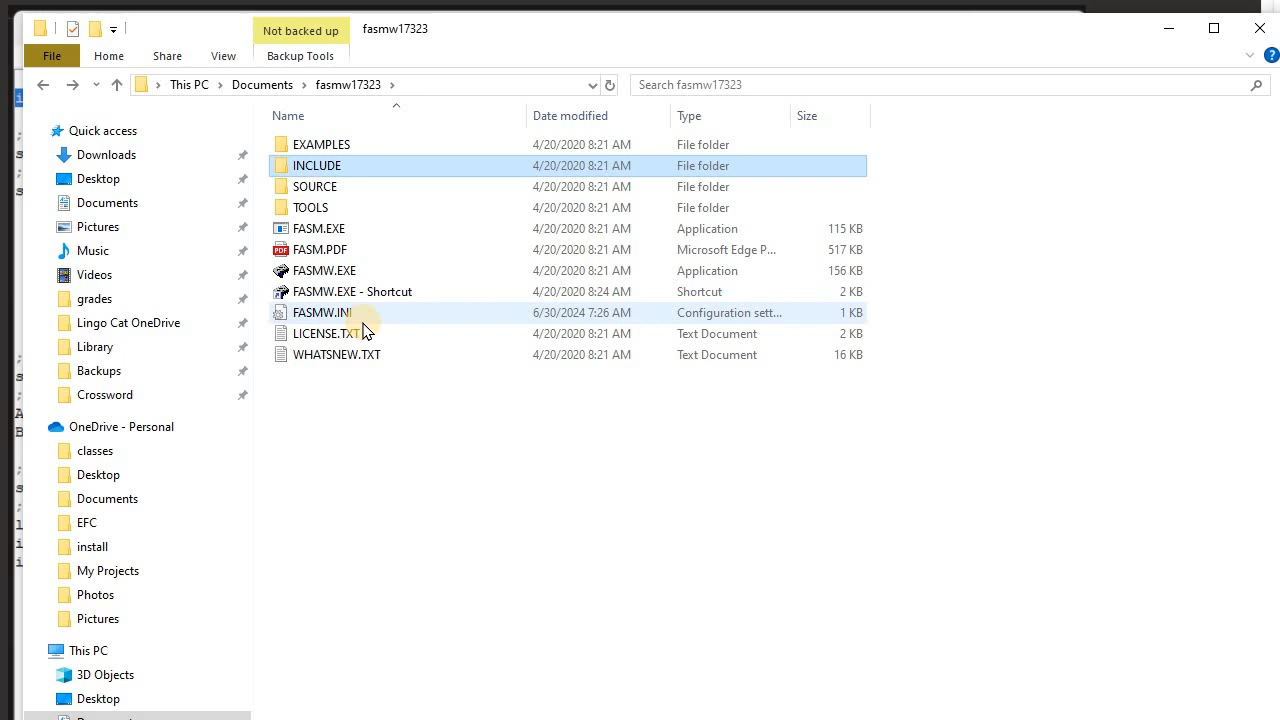 Not backed up
fasmw17323
File
Home
Share
View
Backup Tools
This PC
Documents
fasmw17323
Search fasmw17323
Name
Date modified
Type
Size
EXAMPLES 4/20/2020 8:21 AM File folder
INCLUDE 4/20/2020 8:21 AM File folder
SOURCE 4/20/2020 8:21 AM File folder
TOOLS 4/20/2020 8:21 AM File folder
FASM.EXE 4/20/2020 8:21 AM Application 115 KB
FASM.PDF 4/20/2020 8:21 AM Microsoft Edge P... 517 KB
FASMW.EXE 4/20/2020 8:21 AM Application 156 KB
FASMW.EXE - Shortcut 4/20/2020 8:24 AM Shortcut 2 KB
FASMW.INI 6/30/2024 7:26 AM Configuration sett... 1 KB
LICENSE.TXT 4/20/2020 8:21 AM Text Document 2 KB
WHATSNEW.TXT 4/20/2020 8:21 AM Text Document 16 KB
Quick access
Downloads
Desktop
Documents
Pictures
Music
Videos
grades
Lingo Cat OneDrive
Library
Backups
Crossword
OneDrive - Personal
classes
Desktop
Documents
EFC
install
My Projects
Photos
Pictures
This PC
3D Objects
Desktop